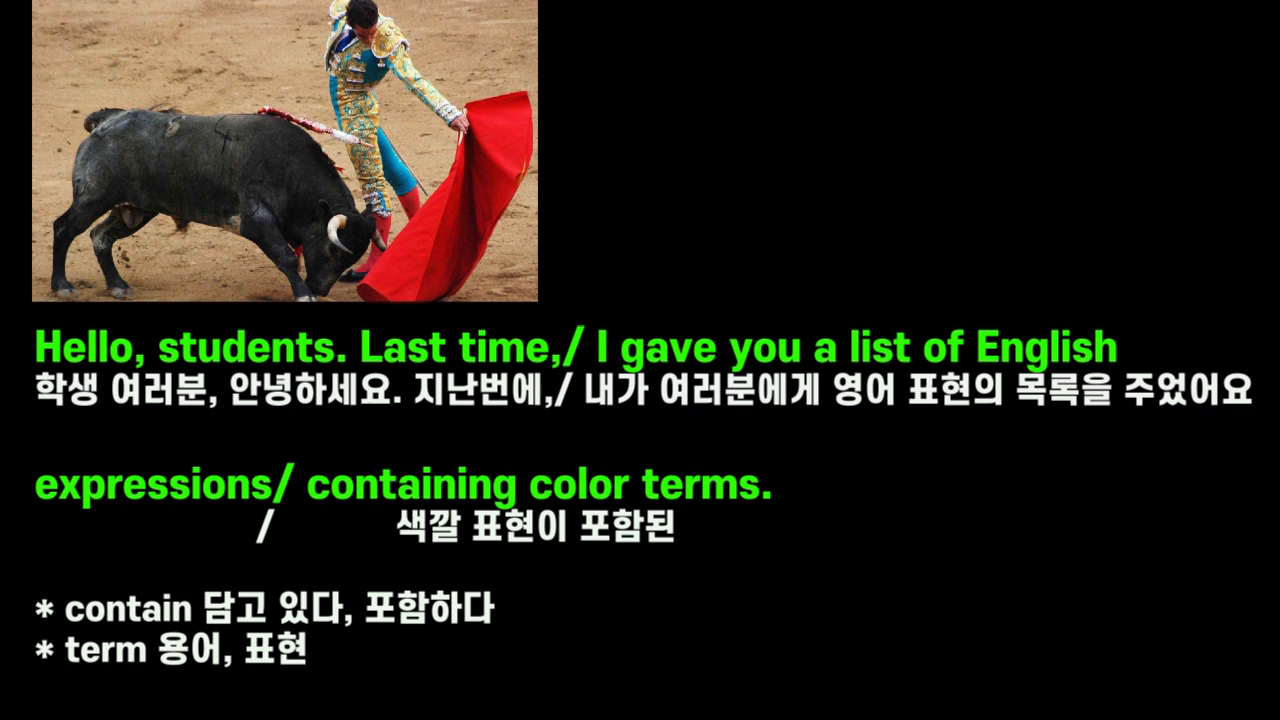 Hello, students. Last time,/ I gave you a list of English
학생 여러분, 안녕하세요. 지난번에,/ 내가 여러분에게 영어 표현의 목록을 주었어요
expressions/ containing color terms.
/ 색깔 표현이 포함된
* contain 담고 있다, 포함하다
* term 용어, 표현